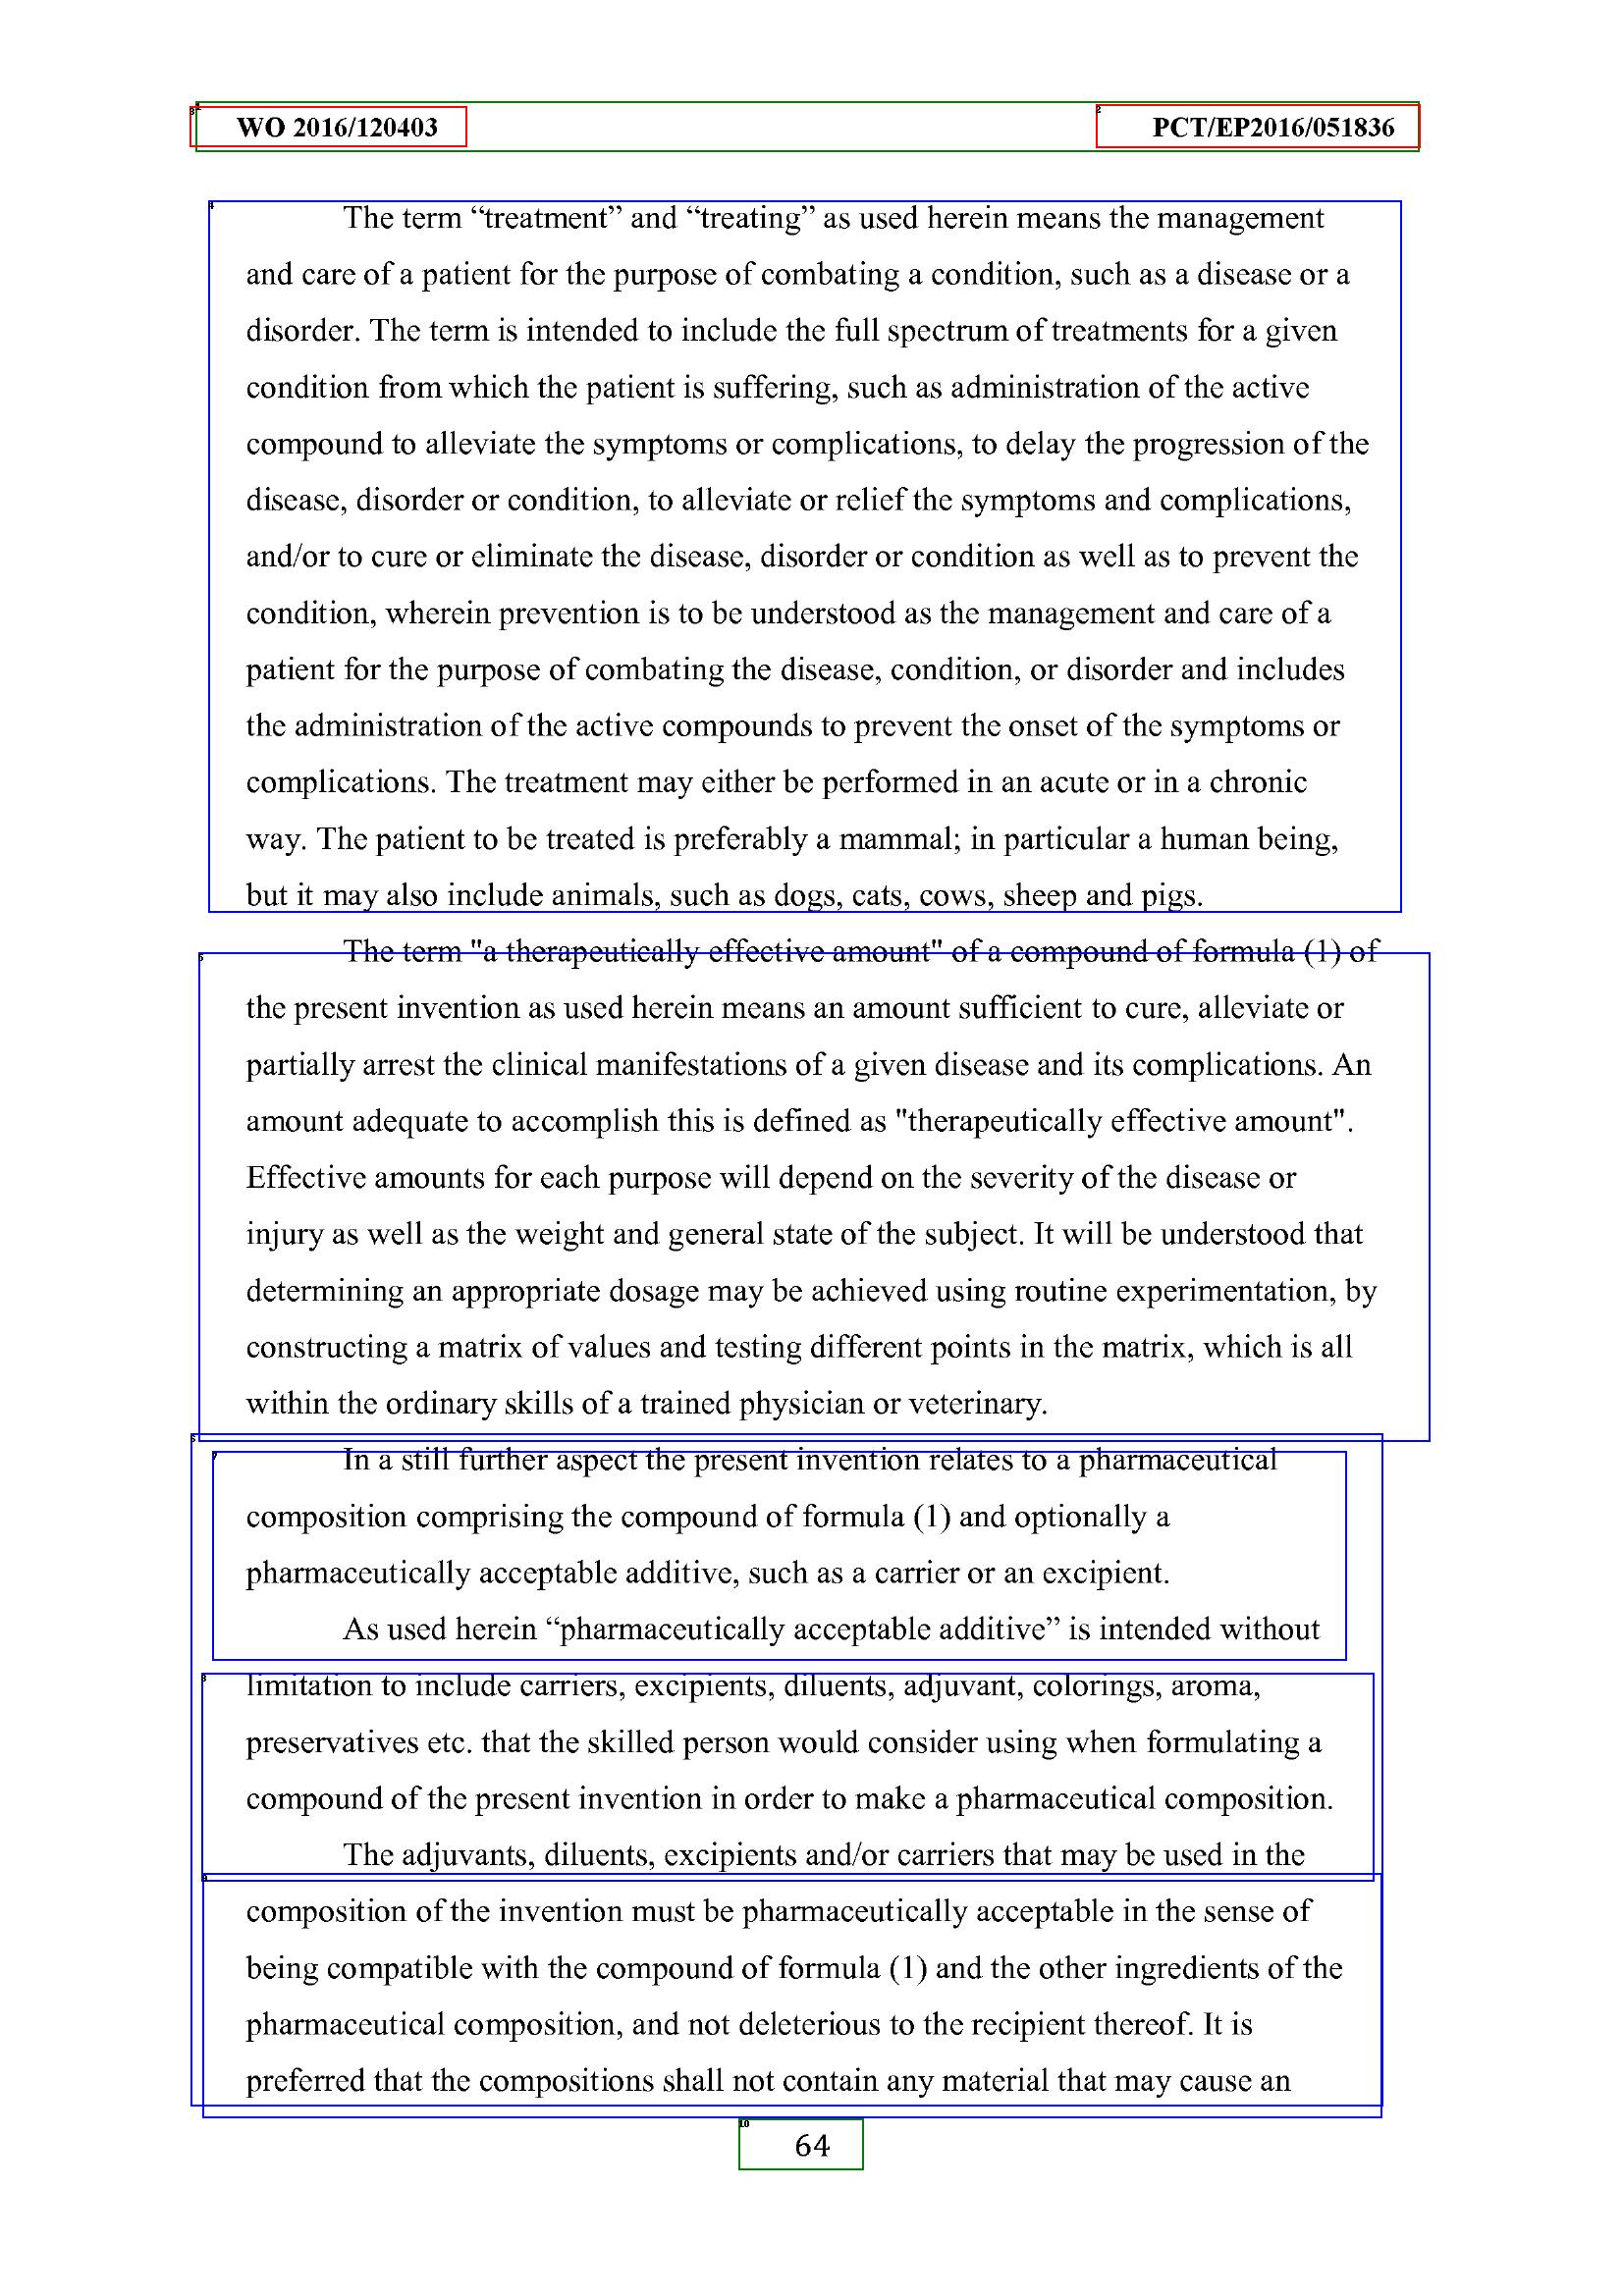 WO 2016/120403 PCT/EP2016/051836
The term “treatment” and “treating” as used herein means the management
and care of a patient for the purpose of combating a condition, such as a disease or a
disorder. The term is intended to include the full spectrum of treatments for a given
condition from which the patient is suffering, such as administration of the active
compound to alleviate the symptoms or complications, to delay the progression of the
disease, disorder or condition, to alleviate or relief the symptoms and complications,
and/or to cure or eliminate the disease, disorder or condition as well as to prevent the
condition, wherein prevention is to be understood as the management and care of a
patient for the purpose of combating the disease, condition, or disorder and includes
the administration of the active compounds to prevent the onset of the symptoms or
complications. The treatment may either be performed in an acute or in a chronic
way. The patient to be treated is preferably a mammal; in particular a human being,
but it may also include animals, such as dogs, cats, cows, sheep and pigs.
The term "a therapeutically effective amount" of a compound of formula (1) of
the present invention as used herein means an amount sufficient to cure, alleviate or
partially arrest the clinical manifestations of a given disease and its complications. An
amount adequate to accomplish this is defined as "therapeutically effective amount".
Effective amounts for each purpose will depend on the severity of the disease or
injury as well as the weight and general state of the subject. It will be understood that
determining an appropriate dosage may be achieved using routine experimentation, by
constructing a matrix of values and testing different points in the matrix, which is all
within the ordinary skills of a trained physician or veterinary.
In a still further aspect the present invention relates to a pharmaceutical
composition comprising the compound of formula (1) and optionally a
pharmaceutically acceptable additive, such as a carrier or an excipient.
As used herein “pharmaceutically acceptable additive” is intended without
limitation to include carriers, excipients, diluents, adjuvant, colorings, aroma,
preservatives etc. that the skilled person would consider using when formulating a
compound of the present invention in order to make a pharmaceutical composition.
The adjuvants, diluents, excipients and/or carriers that may be used in the
composition of the invention must be pharmaceutically acceptable in the sense of
being compatible with the compound of formula (1) and the other ingredients of the
pharmaceutical composition, and not deleterious to the recipient thereof. It is
preferred that the compositions shall not contain any material that may cause an
64